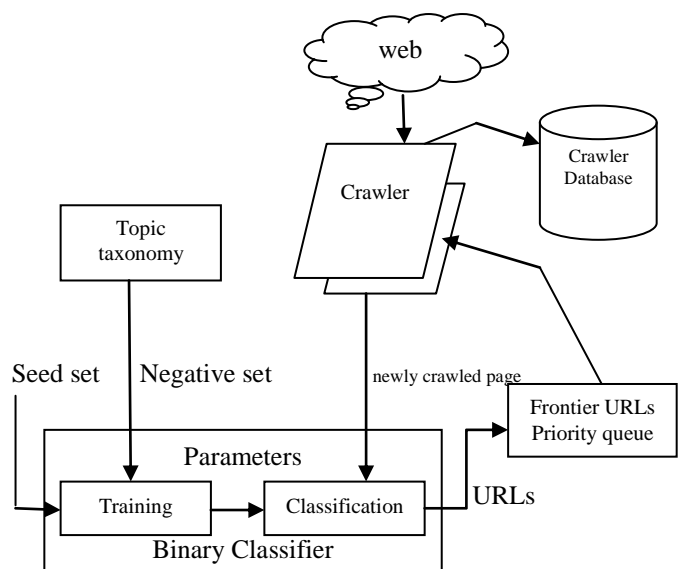 web
Crawler
Database
Crawler
Topic
taxonomy
Seed set
Negative set
newly crawled page
Frontier URLs
Priority queue
Parameters
Training
Classification
URLs
Binary Classifier